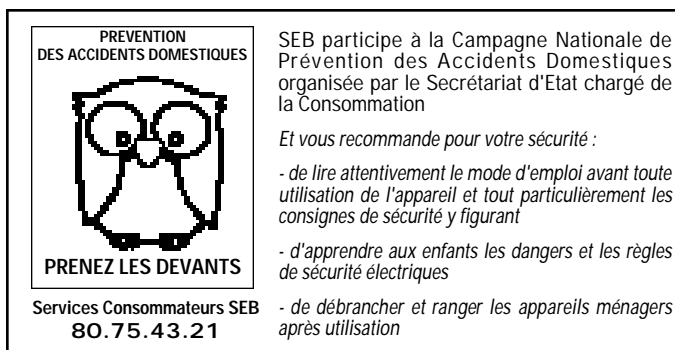 PREVENTION
DES ACCIDENTS DOMESTIQUES
PRENEZ LES DEVANTS
Services Consommateurs SEB
80.75.43.21
SEB participe à la Campagne Nationale de
Prévention des Accidents Domestiques
organisée par le Secrétariat d'Etat chargé de
la Consommation
Et vous recommande pour votre sécurité :
- de lire attentivement le mode d'emploi avant toute
utilisation de l'appareil et tout particulièrement les
consignes de sécurité y figurant
- d'apprendre aux enfants les dangers et les règles
de sécurité électriques
- de débrancher et ranger les appareils ménagers
après utilisation